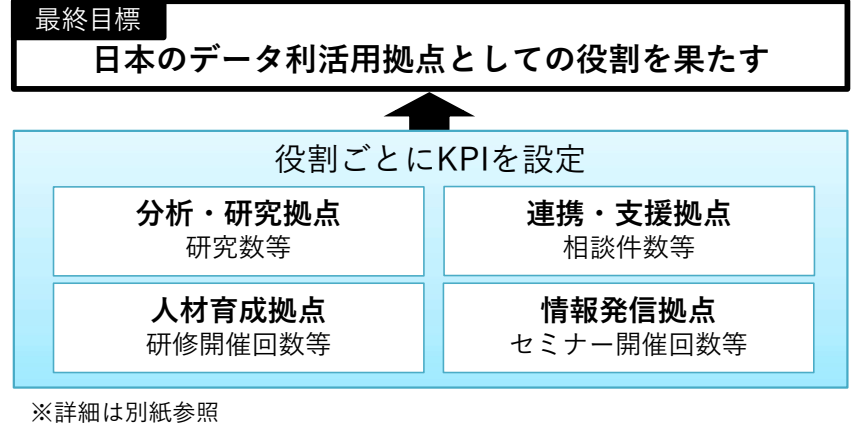 最終目標
日本のデータ利活用拠点としての役割を果たす
役割ごとにKPIを設定
分析・研究拠点
研究数等
連携・支援拠点
相談件数等
人材育成拠点
研修開催回数等
情報発信拠点
セミナー開催回数等
※詳細は別紙参照